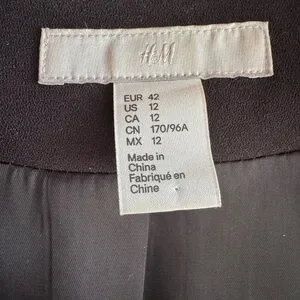 H&M
EUR 42
US 12
CA 12
CN 170/96A
MX 12
Made in
China
Fabriqué en
Chine